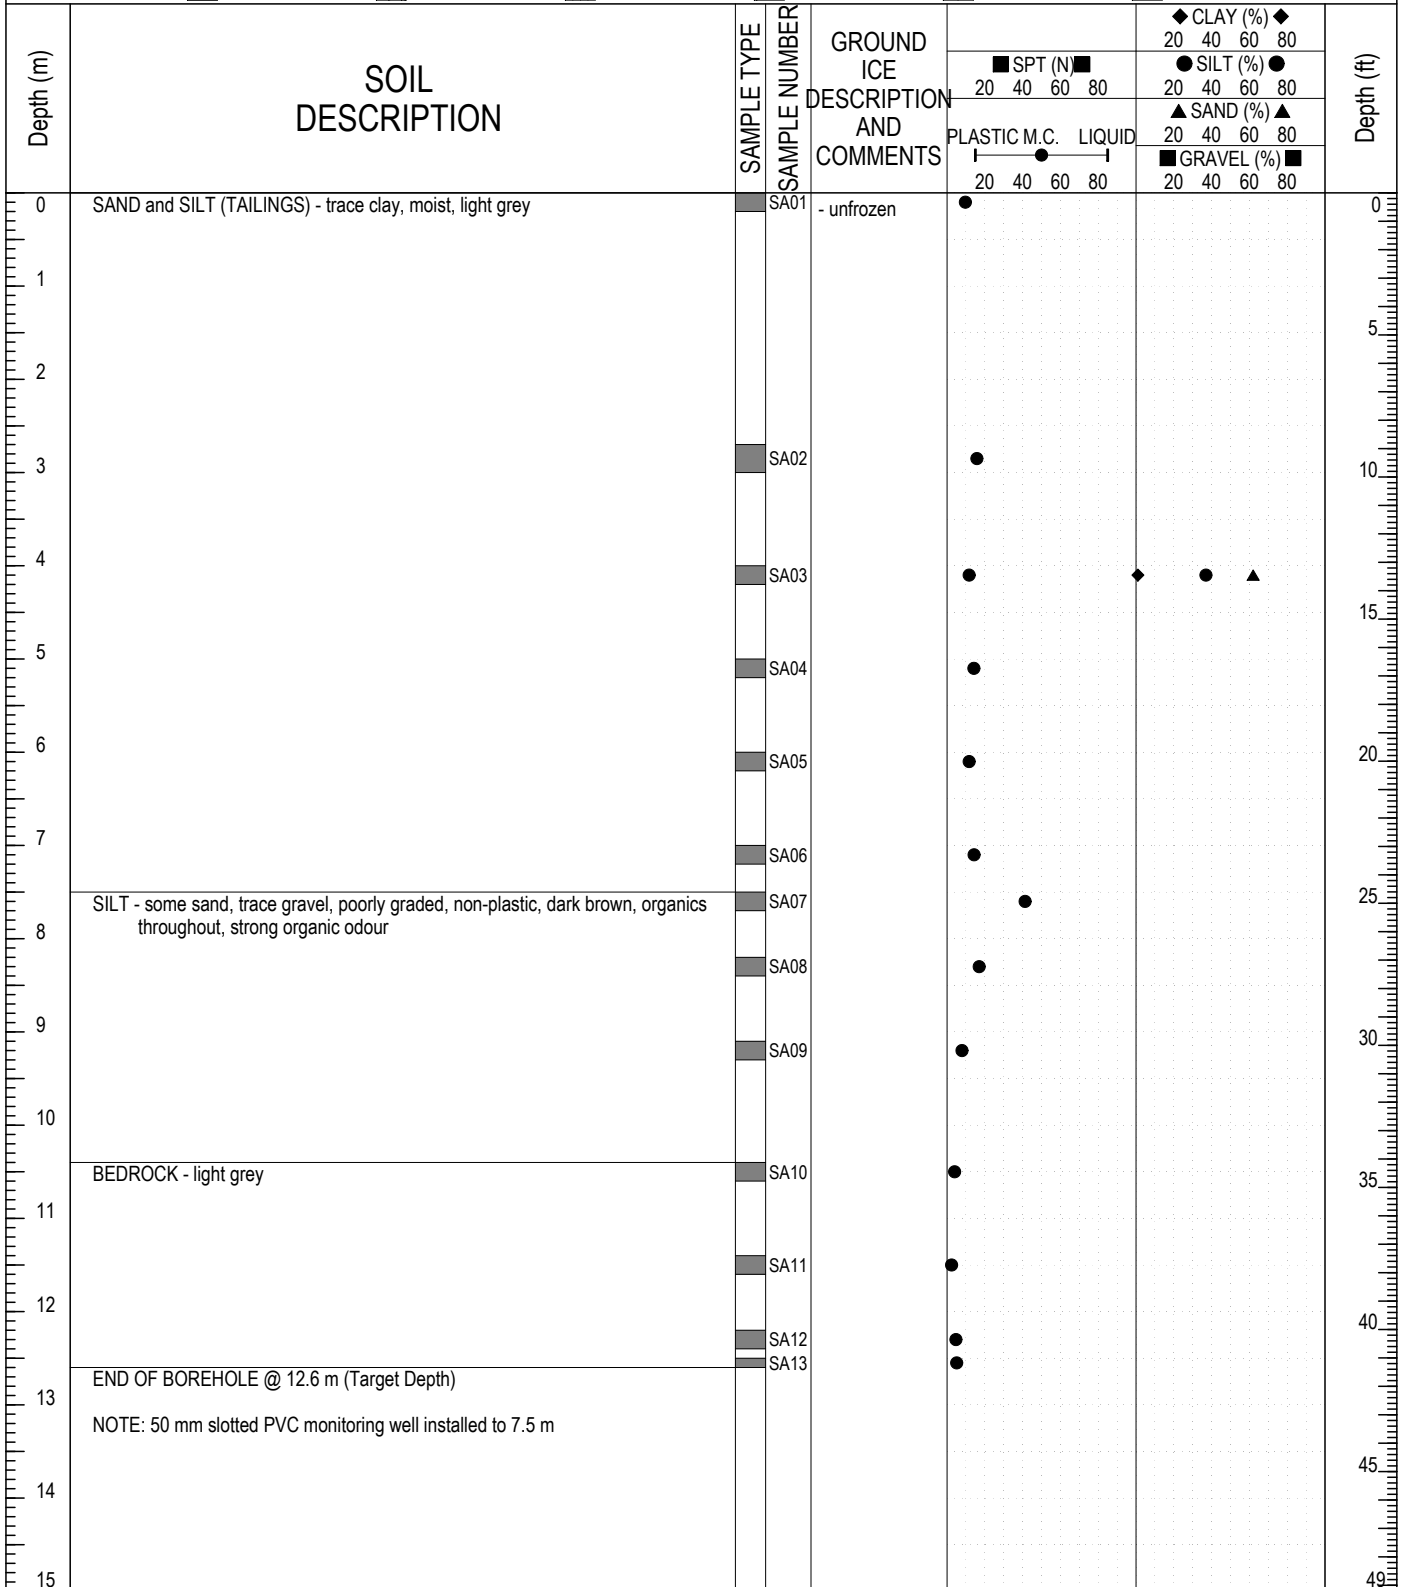 Depth (m)
SOIL
DESCRIPTION
SAMPLE TYPE
SAMPLE NUMBER
GROUND
ICE
DESCRIPTION
AND
COMMENTS
■ SPT (N) ■
20 40 60 80
PLASTIC M.C. LIQUID
20 40 60 80
◆ CLAY (%) ◆
20 40 60 80
● SILT (%) ●
20 40 60 80
▲ SAND (%) ▲
20 40 60 80
■ GRAVEL (%) ■
20 40 60 80
Depth (ft)
0
SAND and SILT (TAILINGS) - trace clay, moist, light grey
SA01
- unfrozen
0
1
5
2
3
SA02
10
4
SA03
15
5
SA04
6
SA05
20
7
SA06
SILT - some sand, trace gravel, poorly graded, non-plastic, dark brown, organics
throughout, strong organic odour
SA07
25
8
SA08
9
SA09
30
10
BEDROCK - light grey
SA10
35
11
SA11
12
SA12
40
SA13
END OF BOREHOLE @ 12.6 m (Target Depth)
13
NOTE: 50 mm slotted PVC monitoring well installed to 7.5 m
45
14
15
49